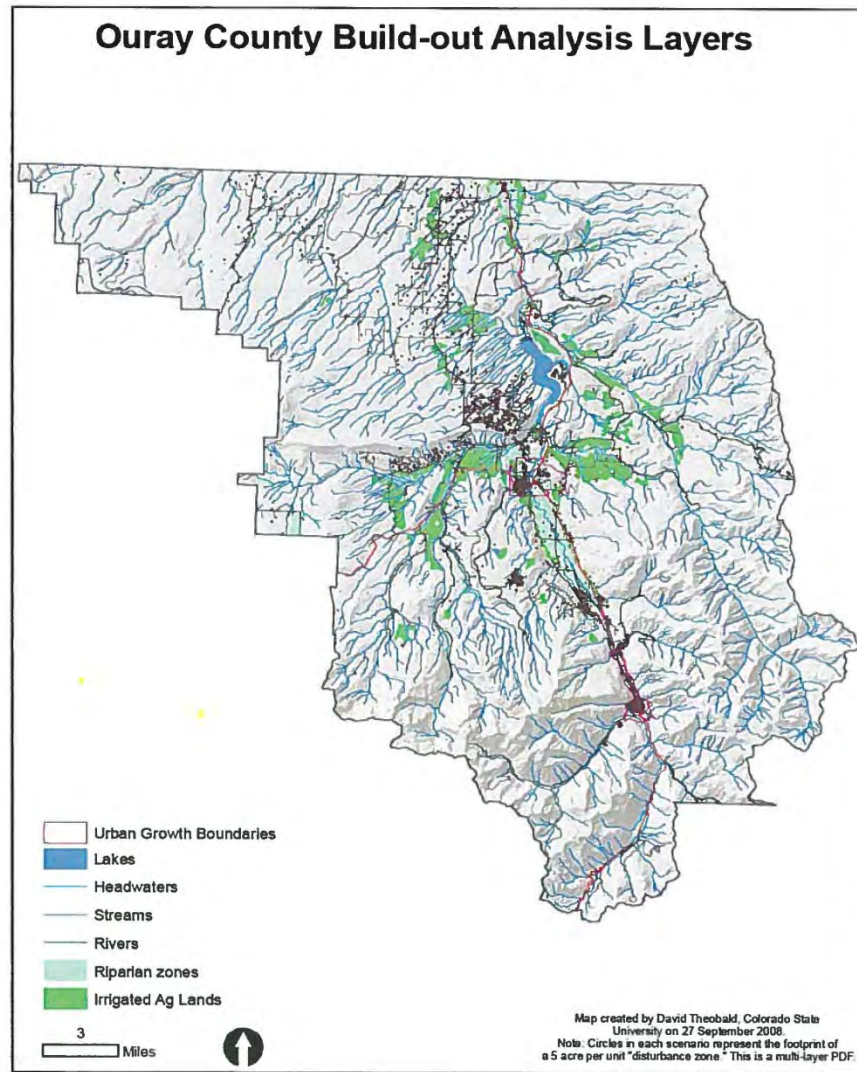 Ouray County Build-out Analysis Layers
Urban Growth Boundaries
Lakes
Headwaters
Streams
Rivers
Riparian zones
Irrigated Ag Lands
3
Miles
Map created by David Theobald, Colorado State
University on 27 September 2008.
Note: Circles in each scenario represent the footprint of
a 5 acre per unit "disturbance zone." This is a multi-layer PDF.